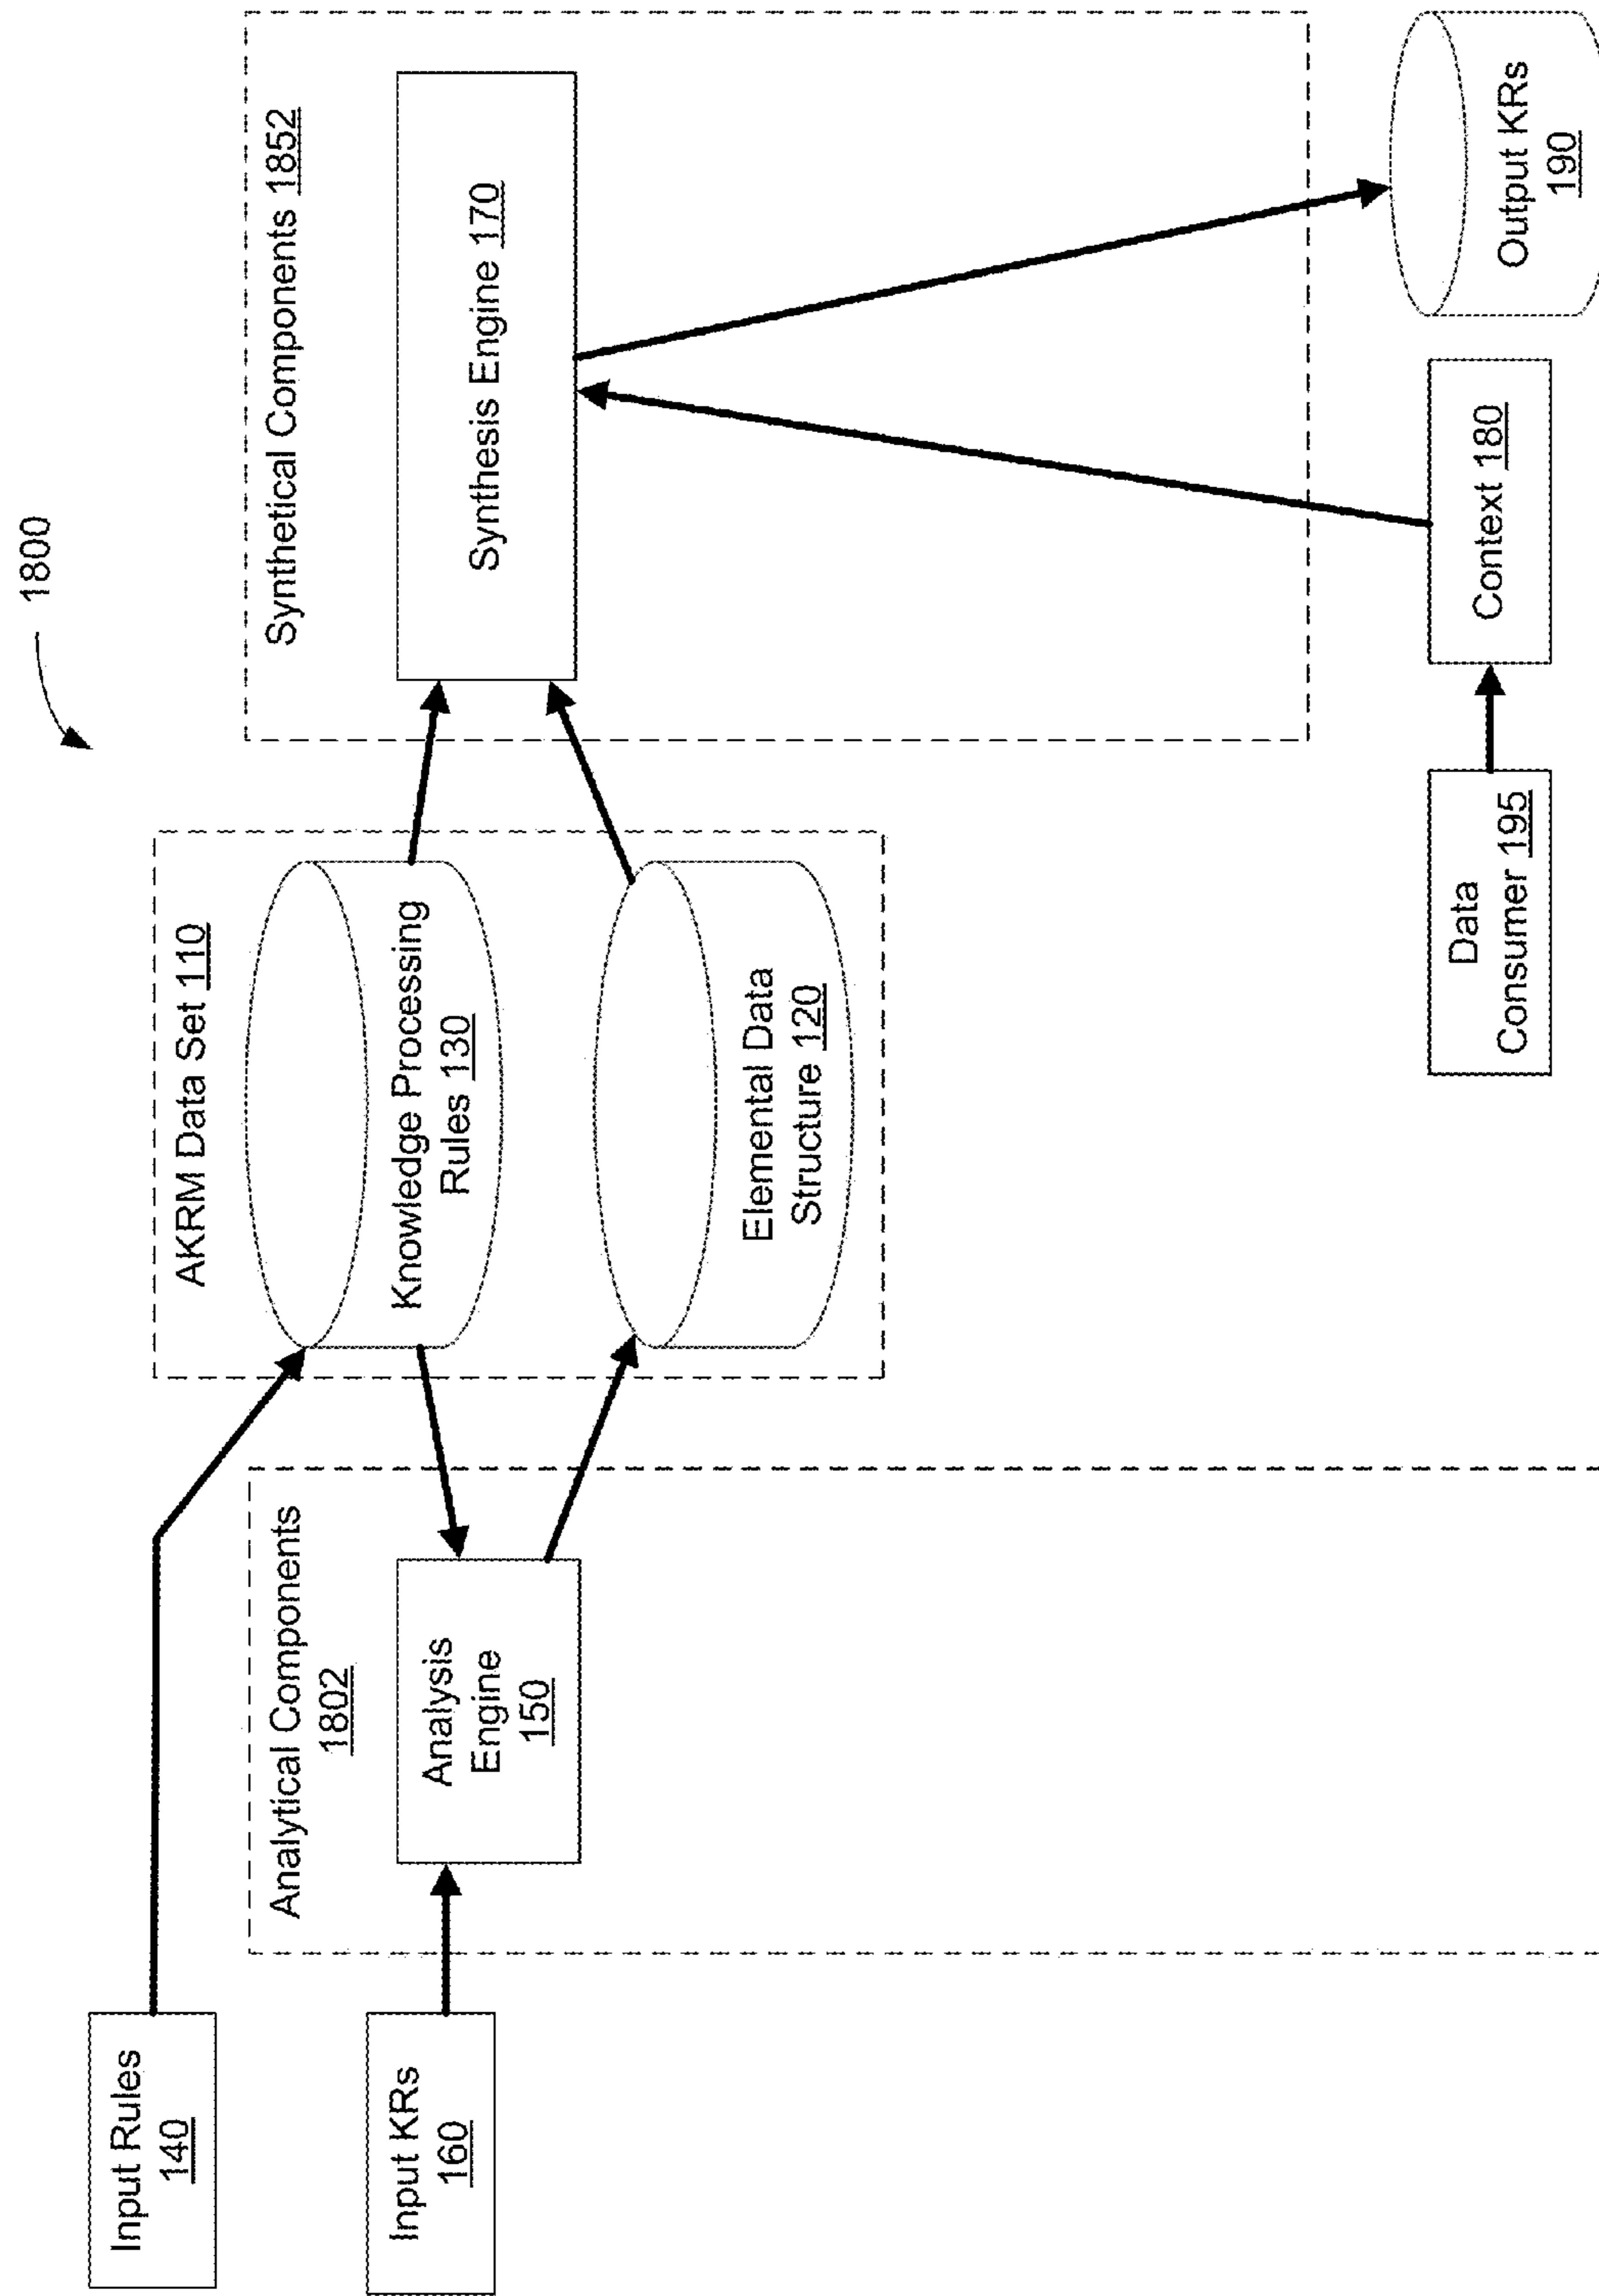 1800
Input Rules
140
Input KRs
160
Analytical Components
1802
Analysis
Engine
150
AKRM Data Set 110
Knowledge Processing
Rules 130
Elemental Data
Structure 120
Synthetical Components 1852
Synthesis Engine 170
Data
Consumer 195
Context 180
Output KRs
190